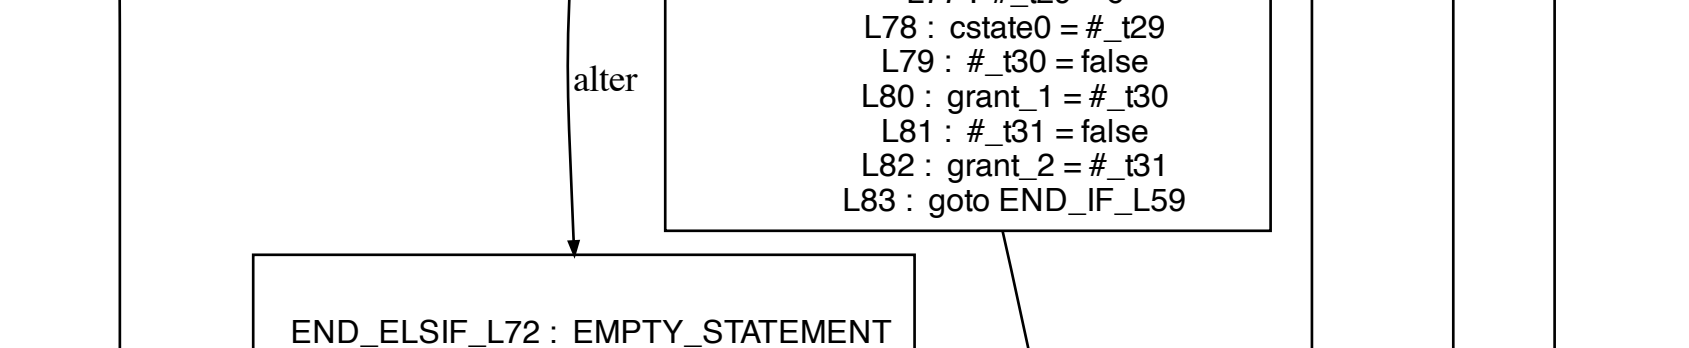 L78 : cstate0 = #_t29
L79 : #_t30 = false
alter
L80 : grant_1 = #_t30
L81 : #_t31 = false
L82 : grant_2 = #_t31
L83 : goto END_IF_L59
END_ELSIF_L72 : EMPTY_STATEMENT